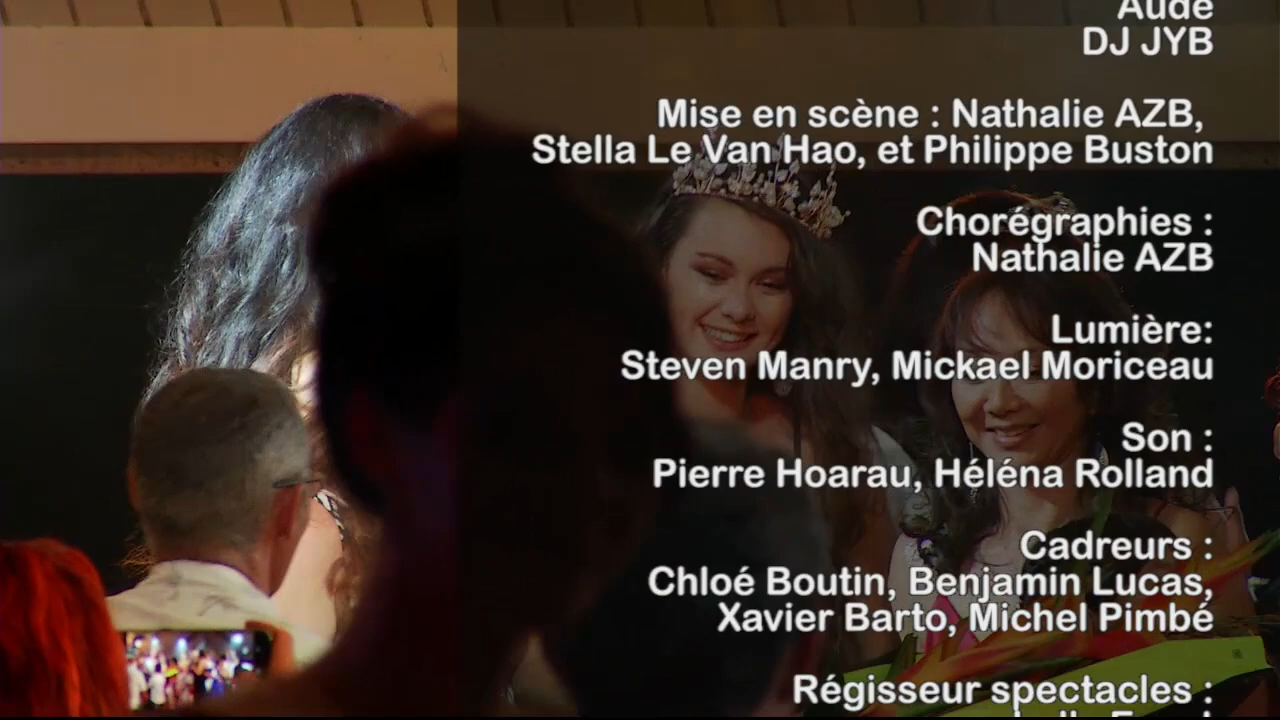 Aude
DJ JYB
Mise en scène : Nathalie AZB,
Stella Le Van Hao, et Philippe Buston
Chorégraphies :
Nathalie AZB
Lumière:
Steven Manry, Mickael Moriceau
Son :
Pierre Hoarau, Héléna Rolland
Cadreurs :
Chloé Boutin, Benjamin Lucas,
Xavier Barto, Michel Pimbé
Régisseur spectacles :